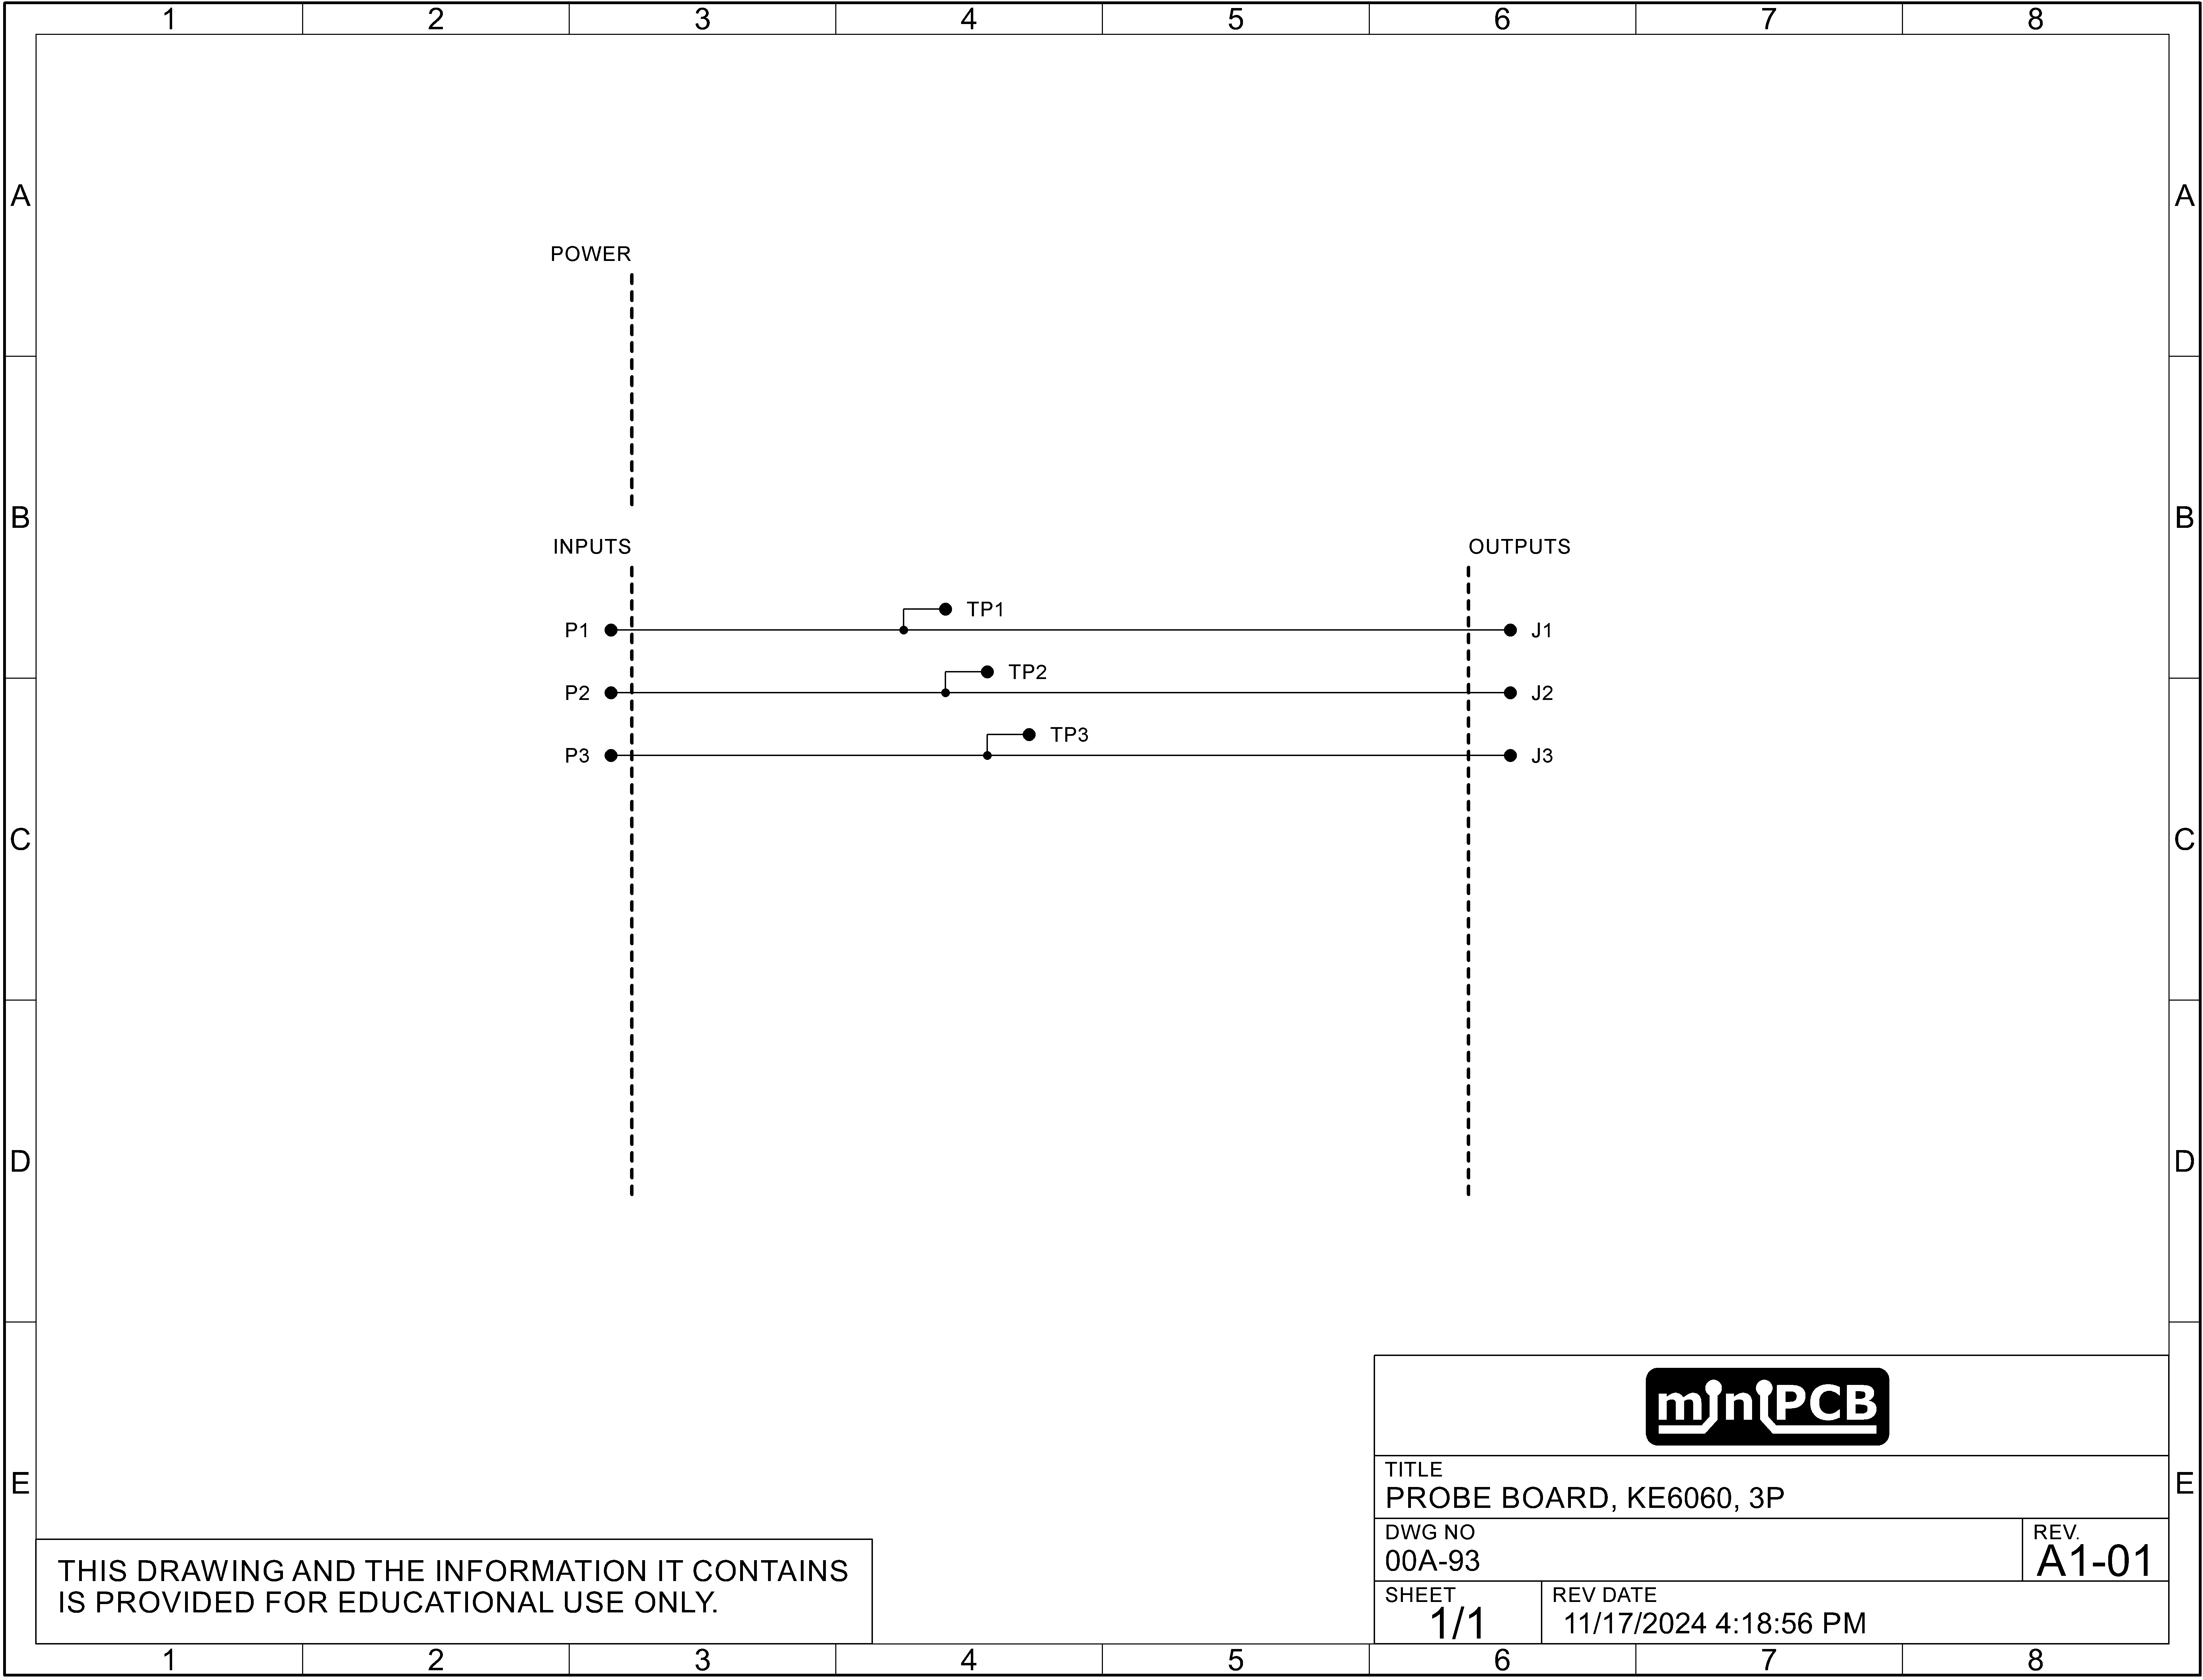 1 2 3 4 5 6 7 8
A A
POWER
B B
INPUTS OUTPUTS
TP1
P1 J1
TP2
P2 J2
TP3
P3 J3
C C
D D
miniPCB
TITLE
PROBE BOARD, KE6060, 3P
E E
DWG NO REV.
00A-93 A1-01
THIS DRAWING AND THE INFORMATION IT CONTAINS
IS PROVIDED FOR EDUCATIONAL USE ONLY.
SHEET REV DATE
1/1 11/17/2024 4:18:56 PM
1 2 3 4 5 6 7 8